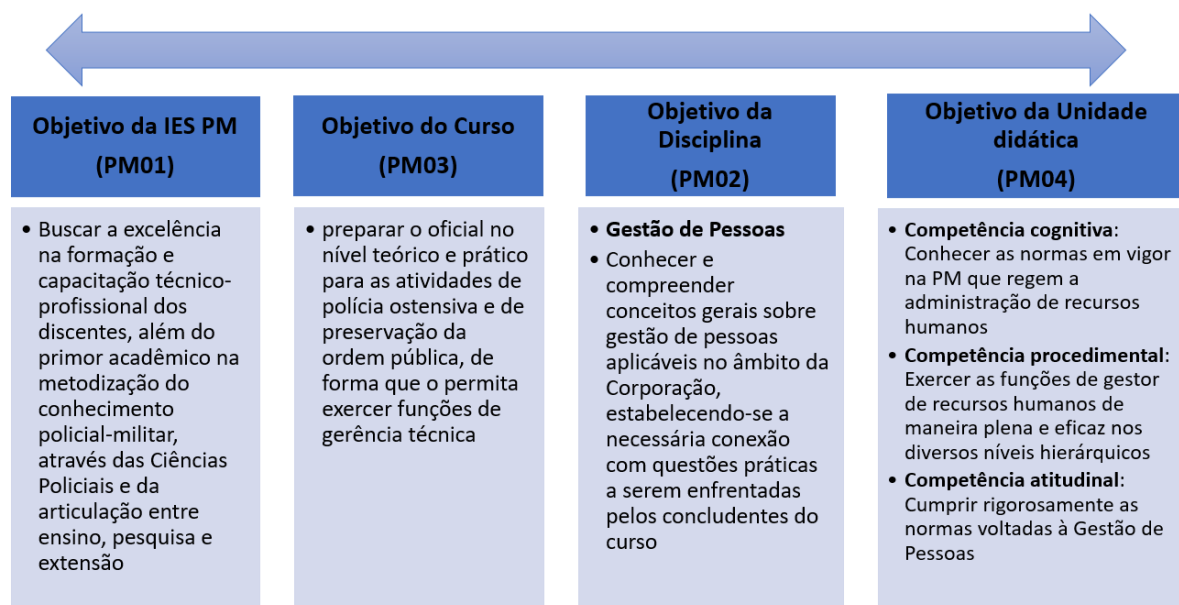 Objetivo da IES PM
(PM01)
• Buscar a excelência
na formação e
capacitação técnico-
profissional dos
discentes, além do
primor acadêmico na
metodização do
conhecimento
policial-militar,
através das Ciências
Policiais e da
articulação entre
ensino, pesquisa e
extensão
Objetivo do Curso
(PM03)
• preparar o oficial no
nível teórico e prático
para as atividades de
polícia ostensiva e de
preservação da
ordem pública, de
forma que o permita
exercer funções de
gerência técnica
Objetivo da
Disciplina
(PM02)
• Gestão de Pessoas
• Conhecer e
compreender
conceitos gerais sobre
gestão de pessoas
aplicáveis no âmbito da
Corporação,
estabelecendo-se a
necessária conexão
com questões práticas
a serem enfrentadas
pelos concludentes do
curso
Objetivo da Unidade
didática
(PM04)
• Competência cognitiva:
Conhecer as normas em vigor
na PM que regem a
administração de recursos
humanos
• Competência procedimental:
Exercer as funções de gestor
de recursos humanos de
maneira plena e eficaz nos
diversos níveis hierárquicos
• Competência atitudinal:
Cumprir rigorosamente as
normas voltadas à Gestão de
Pessoas